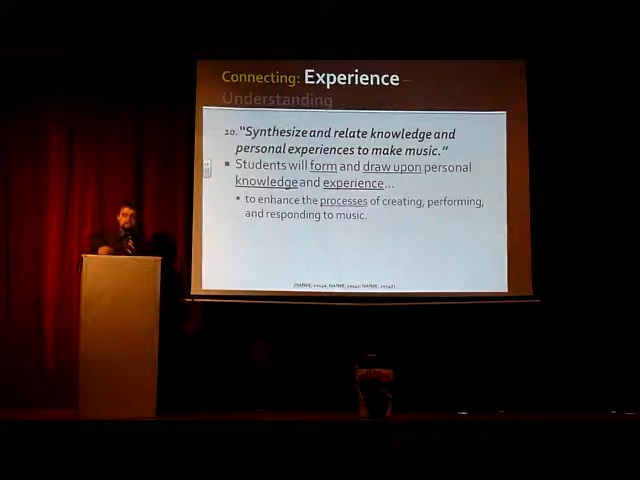 Connecting: Experience –
Understanding
10. "Synthesize and relate knowledge and
personal experiences to make music."
▪ Students will form and draw upon personal
knowledge and experience...
▪ to enhance the processes of creating, performing,
and responding to music.